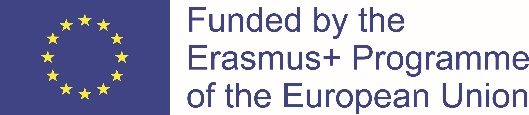 Funded by the
Erasmus+ Programme
of the European Union